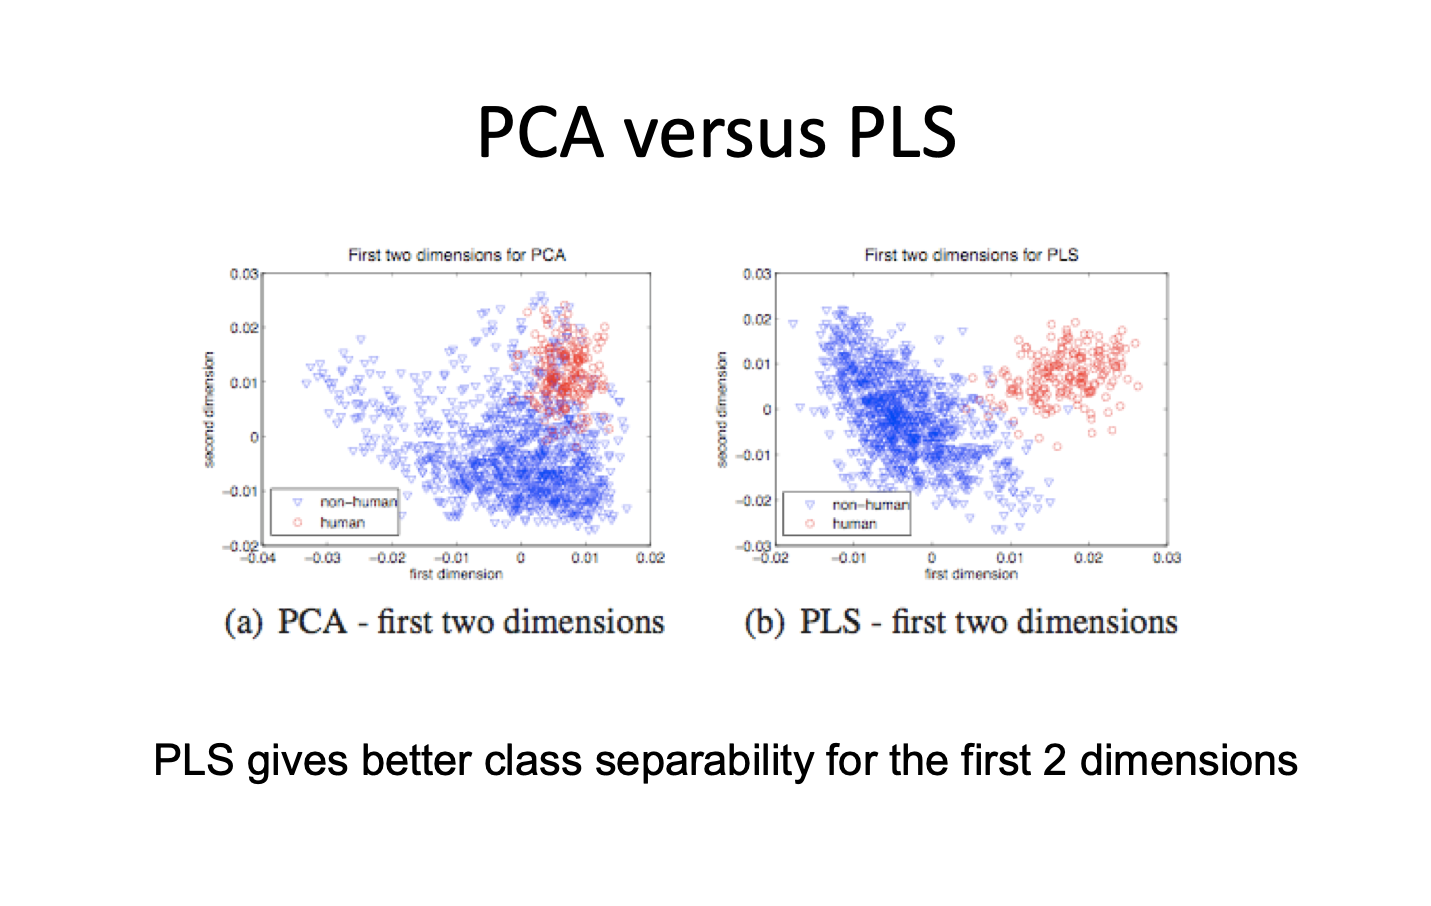 PCA versus PLS
First two dimensions for PCA
0.03
0.02
0.01
0
−0.01
−0.02
second dimension
non−human
human
−0.04 −0.03 −0.02 −0.01 0 0.01 0.02
first dimension
(a) PCA - first two dimensions
First two dimensions for PLS
0.03
0.02
0.01
0
−0.01
−0.02
−0.03
second dimension
non−human
human
−0.02 −0.01 0 0.01 0.02 0.03
first dimension
(b) PLS - first two dimensions
PLS gives better class separability for the first 2 dimensions